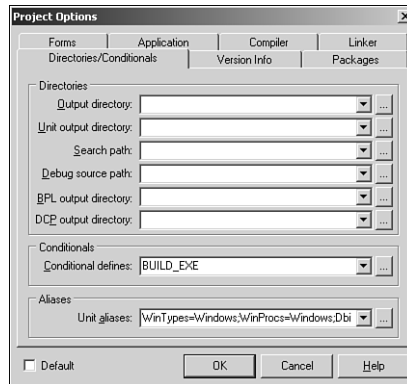 Project Options
Forms Application Compiler Linker
Directories/Conditionals Version Info Packages
Directories
Output directory: ...
Unit output directory: ...
Search path: ...
Debug source path: ...
BPL output directory: ...
DCP output directory: ...
Conditionals
Conditional defines: BUILD_EXE ...
Aliases
Unit aliases: WinTypes=Windows;WinProcs=Windows;Dbi ...
Default OK Cancel Help